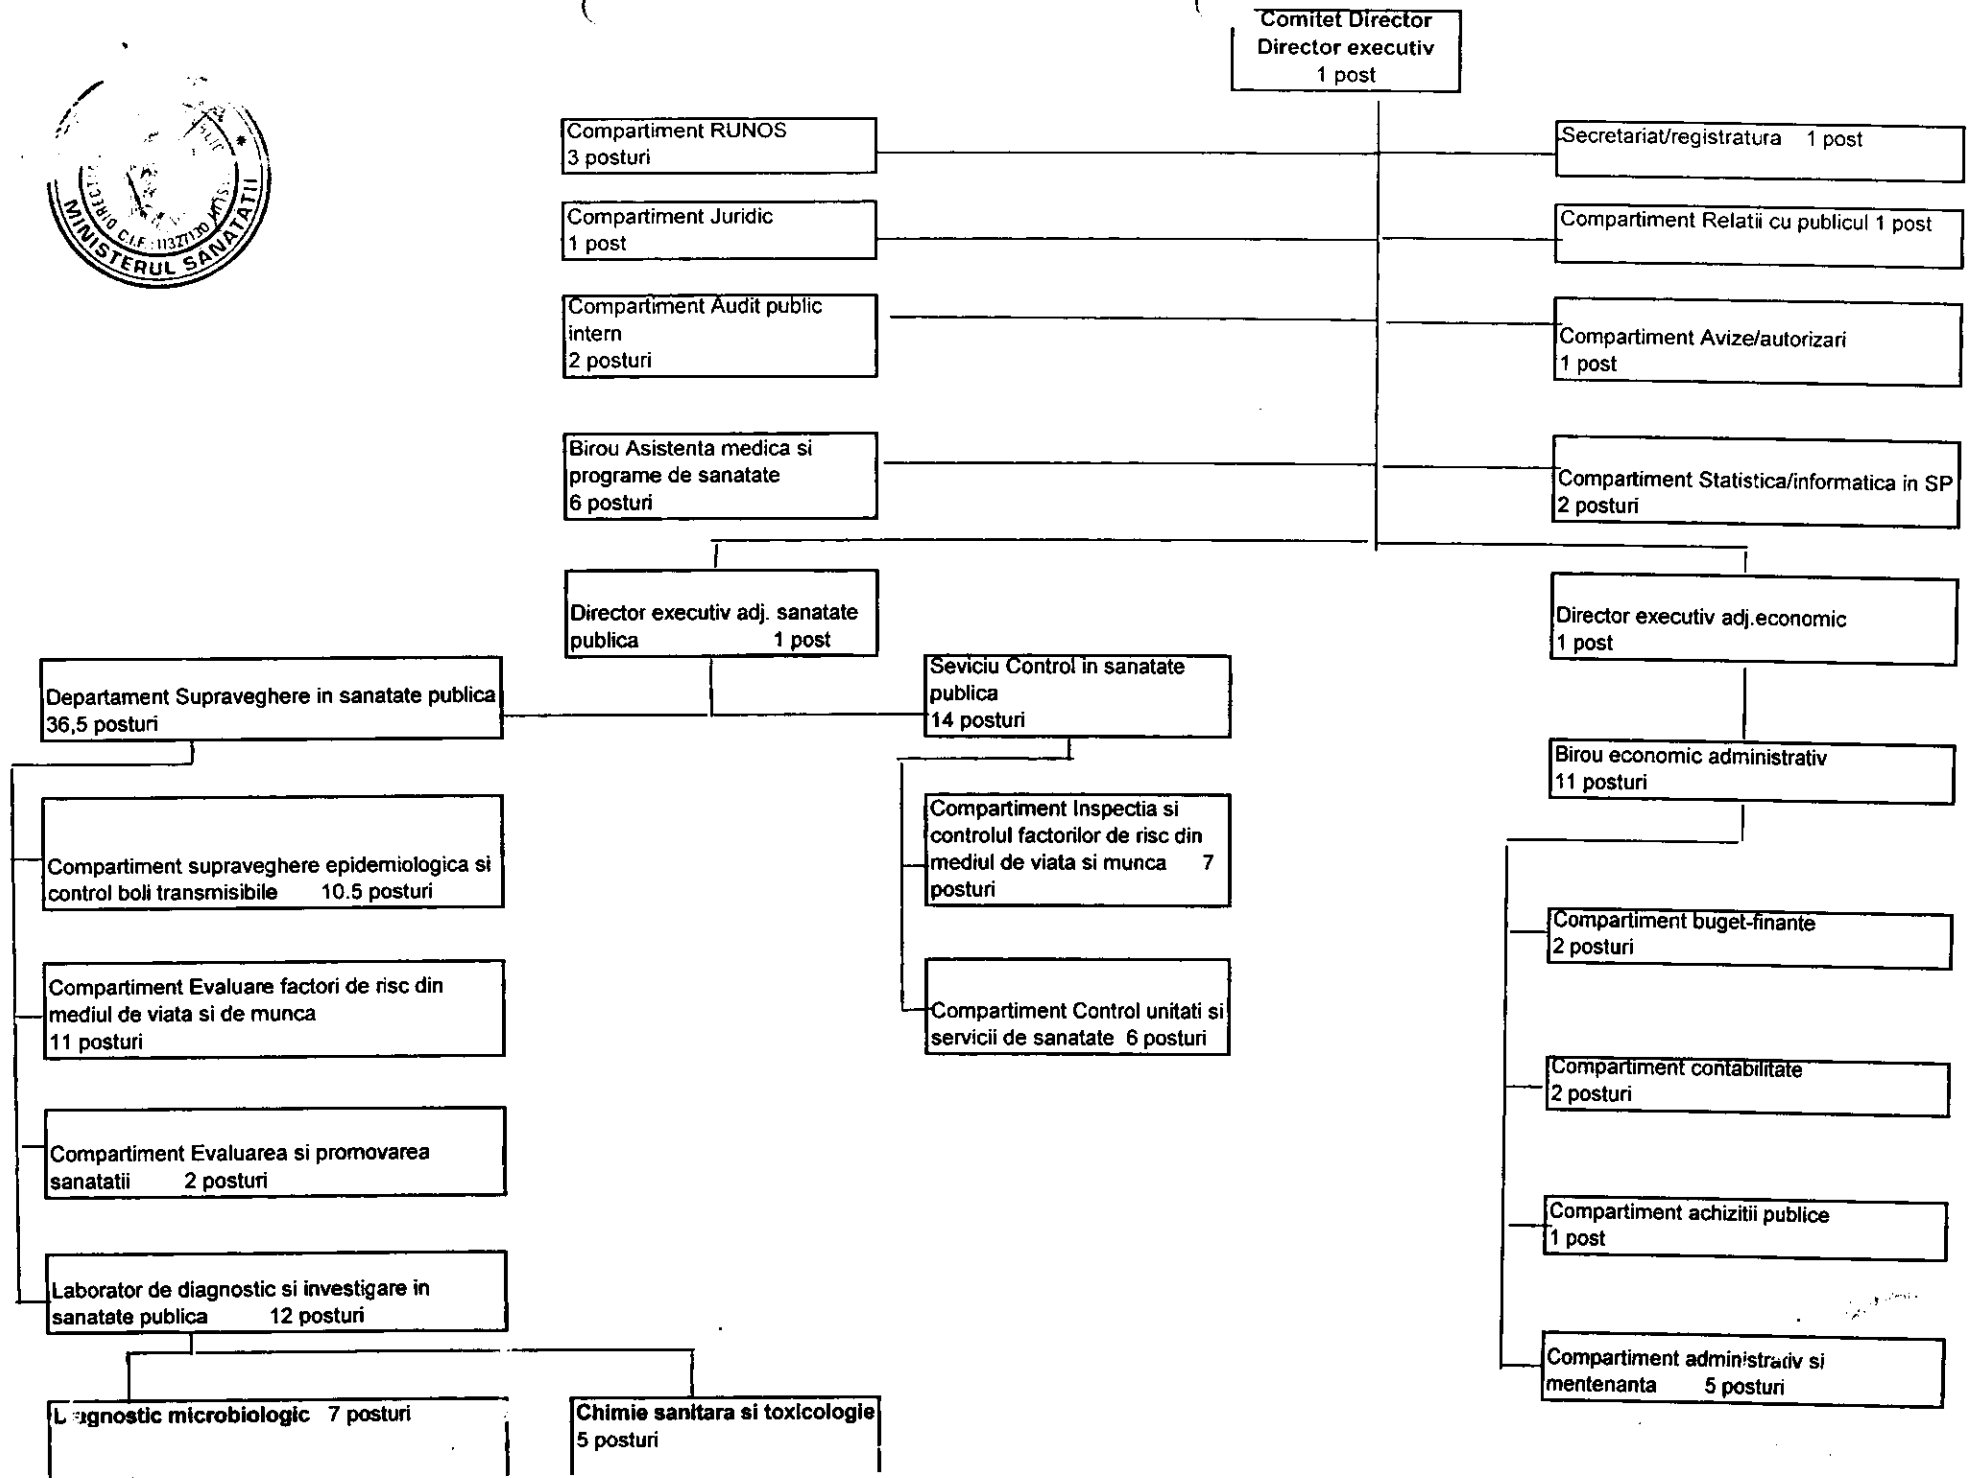 Comitet Director
Director executiv
1 post
Compartiment RUNOS
3 posturi
Secretariat/registratura 1 post
Compartiment Juridic
1 post
Compartiment Relatii cu publicul 1 post
Compartiment Audit public
intern
2 posturi
Compartiment Avize/autorizari
1 post
Birou Asistenta medica si
programe de sanatate
6 posturi
Compartiment Statistica/informatica in SP
2 posturi
Director executiv adj. sanatate
publica 1 post
Director executiv adj.economic
1 post
Departament Supraveghere in sanatate publica
36,5 posturi
Seviciu Control in sanatate
publica
14 posturi
Birou economic administrativ
11 posturi
Compartiment supraveghere epidemiologica si
control boli transmisibile 10.5 posturi
Compartiment Inspectia si
controlul factorilor de risc din
mediul de viata si munca 7
posturi
Compartiment buget-finante
2 posturi
Compartiment Evaluare factori de risc din
mediul de viata si de munca
11 posturi
Compartiment Control unitati si
servicii de sanatate 6 posturi
Compartiment contabilitate
2 posturi
Compartiment Evaluarea si promovarea
sanatatii 2 posturi
Compartiment achizitii publice
1 post
Laborator de diagnostic si investigare in
sanatate publica 12 posturi
Compartiment administrativ si
mentenanta 5 posturi
Diagnostic microbiologic 7 posturi
Chimie sanitara si toxicologie
5 posturi
MINISTERUL SANATATII
C.I.F.: 11327130